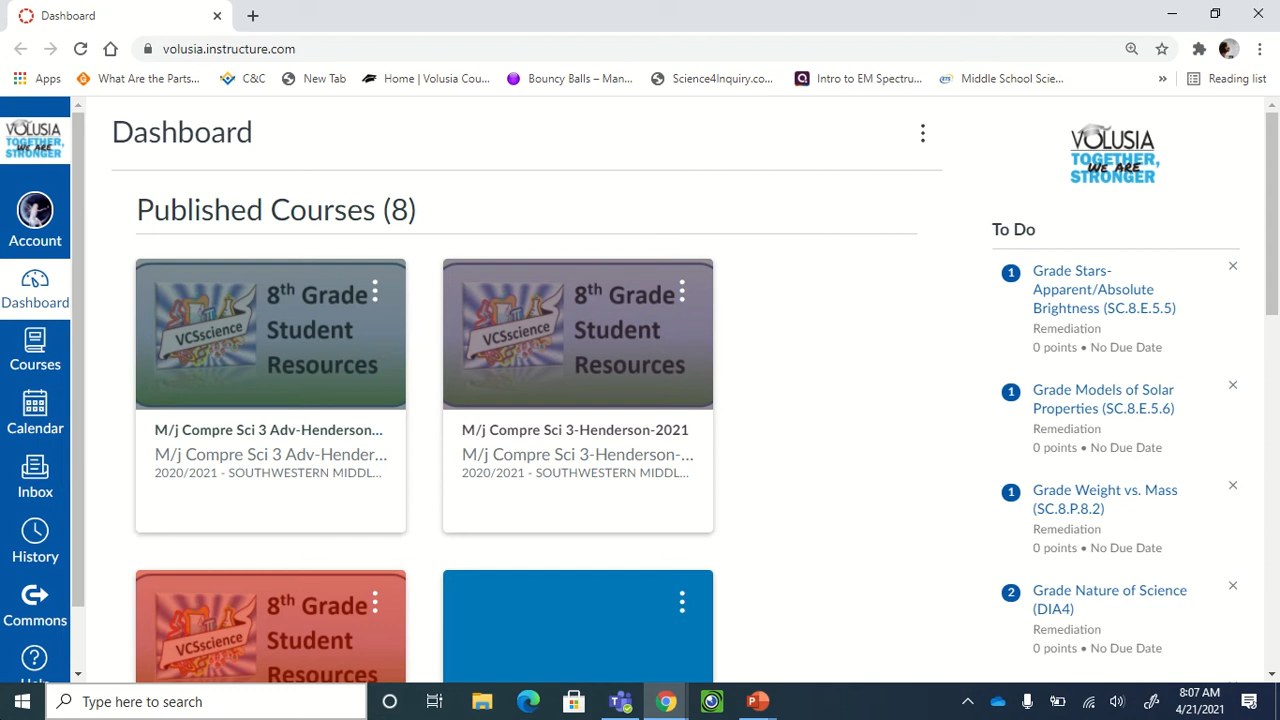 Dashboard
volusia.instructure.com
Apps
What Are the Parts...
C&C
New Tab
Home | Volusia Cou...
Bouncy Balls – Man...
Science4Inquiry.co...
Intro to EM Spectru...
Middle School Scie...
»
Reading list
VOLUSIA
TOGETHER,
WE ARE
STRONGER
Account
Dashboard
Courses
Calendar
Inbox
History
Commons
Help
Dashboard
Published Courses (8)
VCSscience
8th Grade
Student
Resources
M/j Compre Sci 3 Adv-Henderson...
M/j Compre Sci 3 Adv-Hender...
2020/2021 - SOUTHWESTERN MIDDL...
VCSscience
8th Grade
Student
Resources
M/j Compre Sci 3-Henderson-2021
M/j Compre Sci 3-Henderson-...
2020/2021 - SOUTHWESTERN MIDDL...
VCSscience
8th Grade
Student
Resources
VOLUSIA
TOGETHER,
WE ARE
STRONGER
To Do
1
Grade Stars-
Apparent/Absolute
Brightness (SC.8.E.5.5)
Remediation
0 points • No Due Date
1
Grade Models of Solar
Properties (SC.8.E.5.6)
Remediation
0 points • No Due Date
1
Grade Weight vs. Mass
(SC.8.P.8.2)
Remediation
0 points • No Due Date
2
Grade Nature of Science
(DIA4)
Remediation
0 points • No Due Date
Type here to search
8:07 AM
4/21/2021